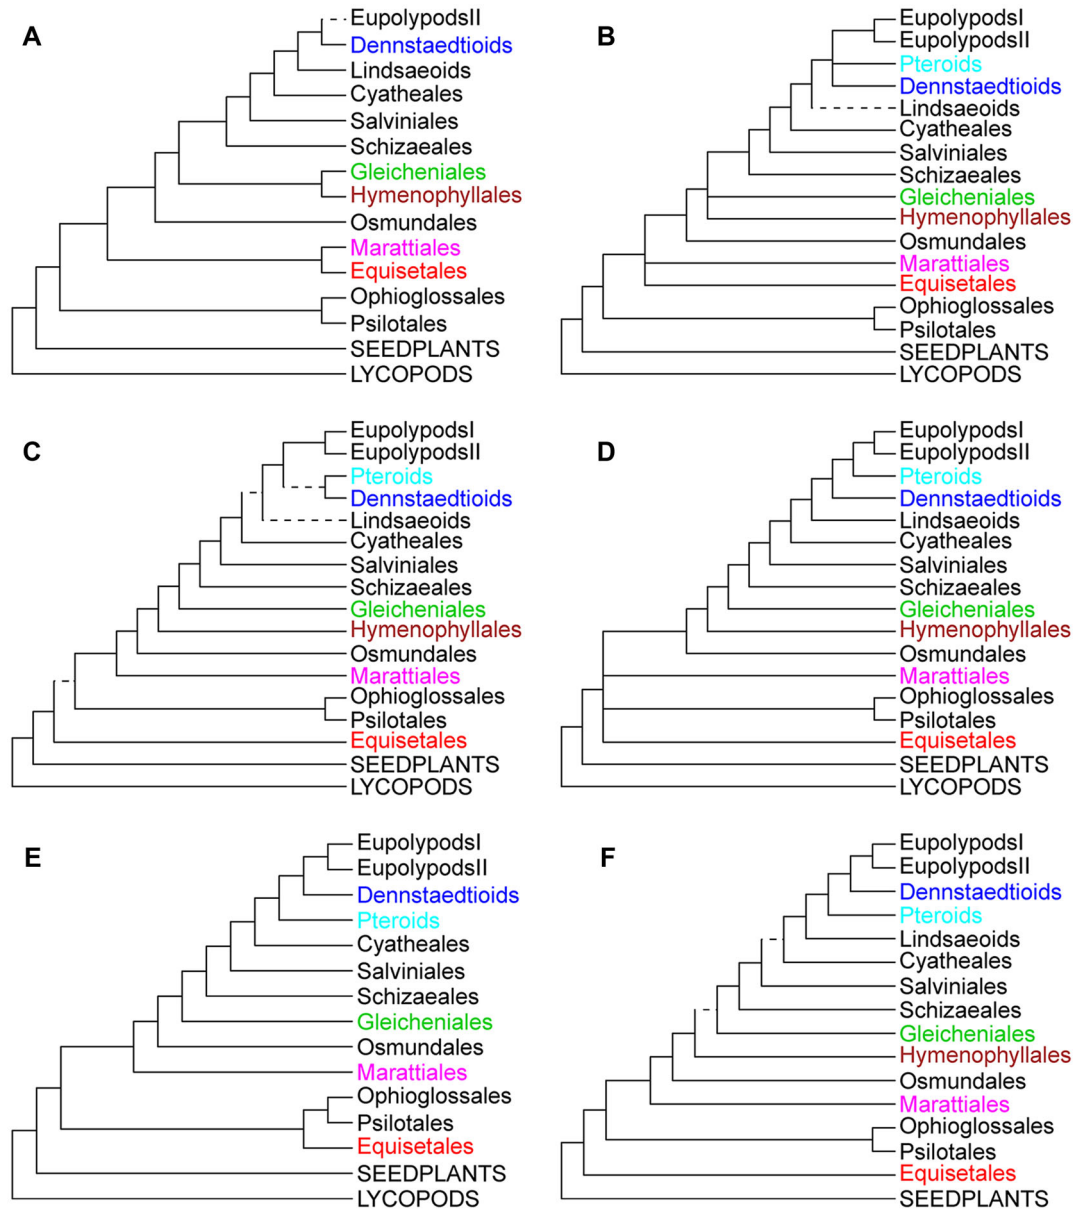 A
EupolypodsII
Dennstaedtioids
Lindsaeoids
Cyatheales
Salviniales
Schizaeales
Gleicheniales
Hymenophyllales
Osmundales
Marattiales
Equisetales
Ophioglossales
Psilotales
SEEDPLANTS
LYCOPODS
B
EupolypodsI
EupolypodsII
Pteroids
Dennstaedtioids
Lindsaeoids
Cyatheales
Salviniales
Schizaeales
Gleicheniales
Hymenophyllales
Osmundales
Marattiales
Equisetales
Ophioglossales
Psilotales
SEEDPLANTS
LYCOPODS
C
EupolypodsI
EupolypodsII
Pteroids
Dennstaedtioids
Lindsaeoids
Cyatheales
Salviniales
Schizaeales
Gleicheniales
Hymenophyllales
Osmundales
Marattiales
Ophioglossales
Psilotales
Equisetales
SEEDPLANTS
LYCOPODS
D
EupolypodsI
EupolypodsII
Pteroids
Dennstaedtioids
Lindsaeoids
Cyatheales
Salviniales
Schizaeales
Gleicheniales
Hymenophyllales
Osmundales
Marattiales
Ophioglossales
Psilotales
Equisetales
SEEDPLANTS
LYCOPODS
E
EupolypodsI
EupolypodsII
Dennstaedtioids
Pteroids
Cyatheales
Salviniales
Schizaeales
Gleicheniales
Osmundales
Marattiales
Ophioglossales
Psilotales
Equisetales
SEEDPLANTS
LYCOPODS
F
EupolypodsI
EupolypodsII
Dennstaedtioids
Pteroids
Lindsaeoids
Cyatheales
Salviniales
Schizaeales
Gleicheniales
Hymenophyllales
Osmundales
Marattiales
Ophioglossales
Psilotales
Equisetales
SEEDPLANTS